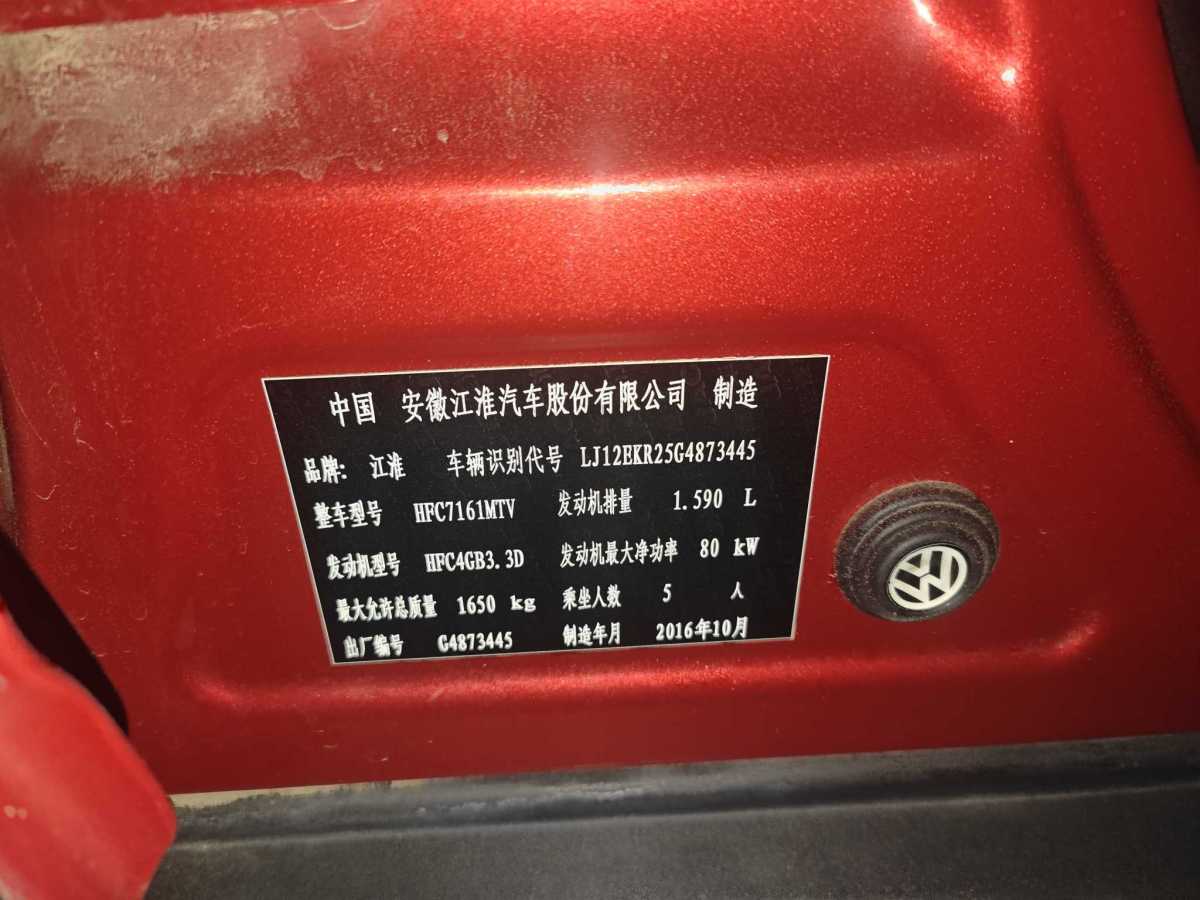 中国 安徽江淮汽车股份有限公司 制造
品牌: 江淮 车辆识别代号 LJ12EKR25G4873445
整车型号 HFC7161MTV 发动机排量 1.590 L
发动机型号 HFC4GB3.3D 发动机最大净功率 80 kW
最大允许总质量 1650 kg 乘坐人数 5 人
出厂编号 G4873445 制造年月 2016年10月
VW